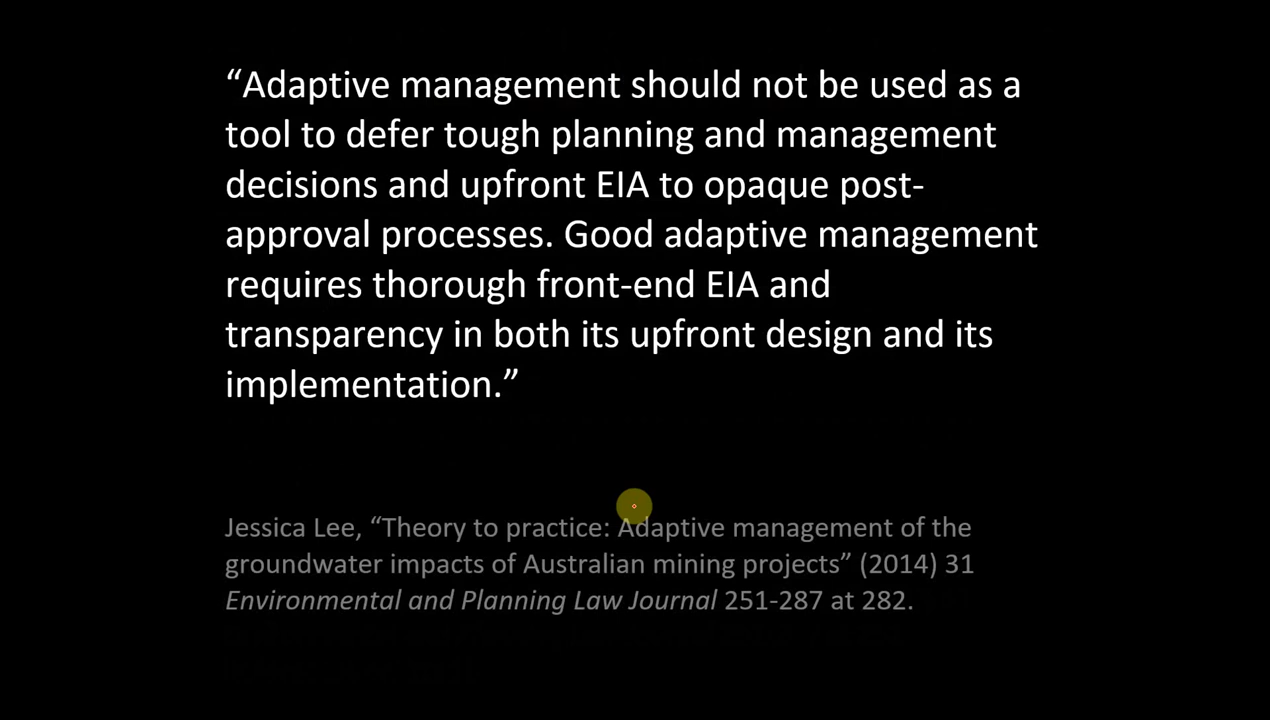 “Adaptive management should not be used as a
tool to defer tough planning and management
decisions and upfront EIA to opaque post-
approval processes. Good adaptive management
requires thorough front-end EIA and
transparency in both its upfront design and its
implementation.”
Jessica Lee, “Theory to practice: Adaptive management of the
groundwater impacts of Australian mining projects” (2014) 31
Environmental and Planning Law Journal 251-287 at 282.